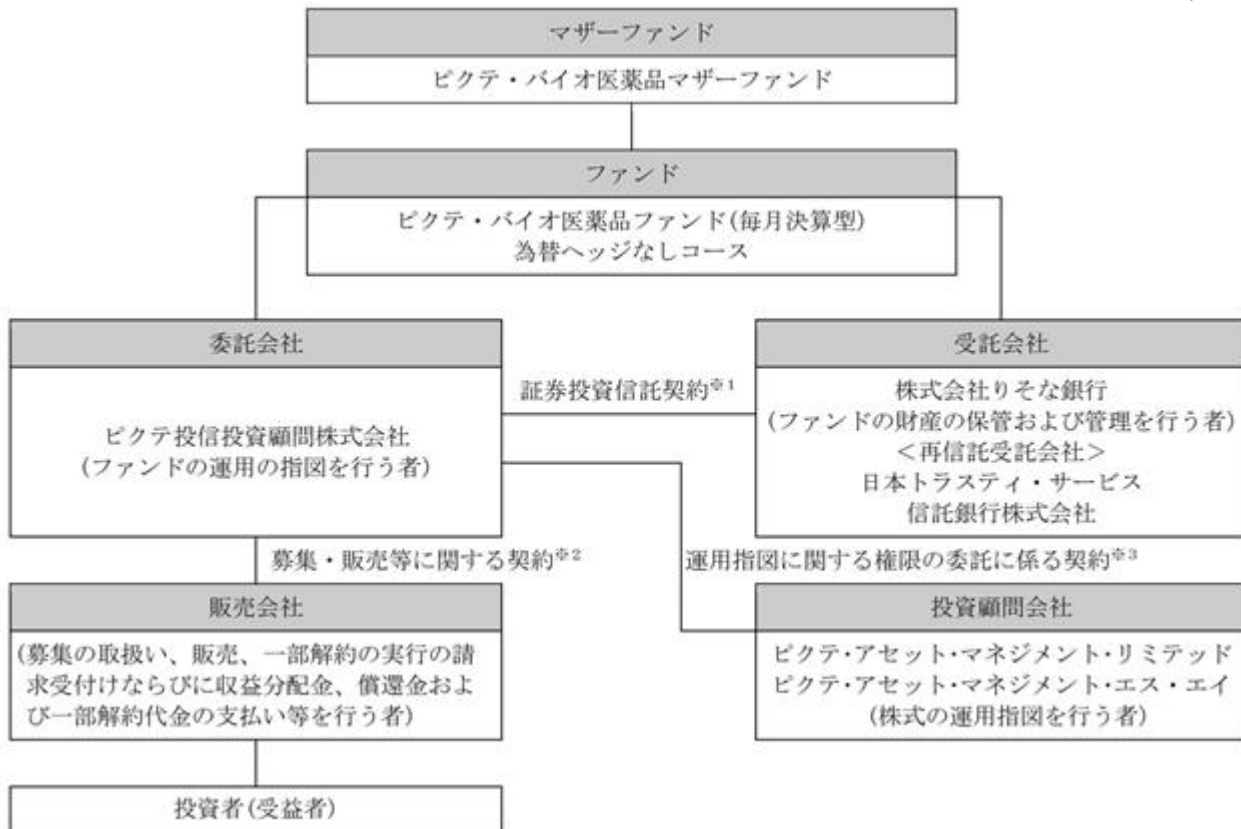 マザーファンド
ピクテ・バイオ医薬品マザーファンド
ファンド
ピクテ・バイオ医薬品ファンド(毎月決算型)
為替ヘッジなしコース
委託会社
ピクテ投信投資顧問株式会社
(ファンドの運用の指図を行う者)
証券投資信託契約※1
受託会社
株式会社りそな銀行
(ファンドの財産の保管および管理を行う者)
＜再信託受託会社＞
日本トラスティ・サービス
信託銀行株式会社
募集・販売等に関する契約※2
運用指図に関する権限の委託に係る契約※3
販売会社
(募集の取扱い、販売、一部解約の実行の請
求受付けならびに収益分配金、償還金およ
び一部解約代金の支払い等を行う者)
投資顧問会社
ピクテ・アセット・マネジメント・リミテッド
ピクテ・アセット・マネジメント・エス・エイ
(株式の運用指図を行う者)
投資者(受益者)